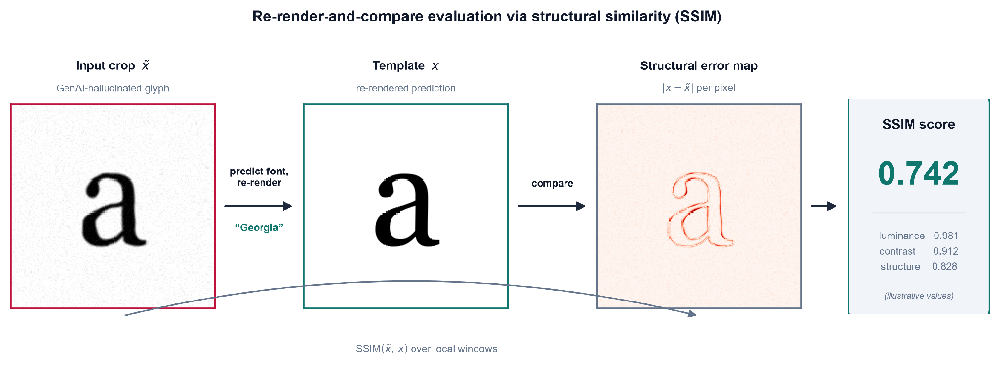 Re-render-and-compare evaluation via structural similarity (SSIM)
Input crop x̃
GenAI-hallucinated glyph
a
predict font,
re-render
“Georgia”
Template x
re-rendered prediction
a
compare
Structural error map
|x − x̃| per pixel
a
SSIM score
0.742
luminance 0.981
contrast 0.912
structure 0.828
(illustrative values)
SSIM(x̃, x) over local windows